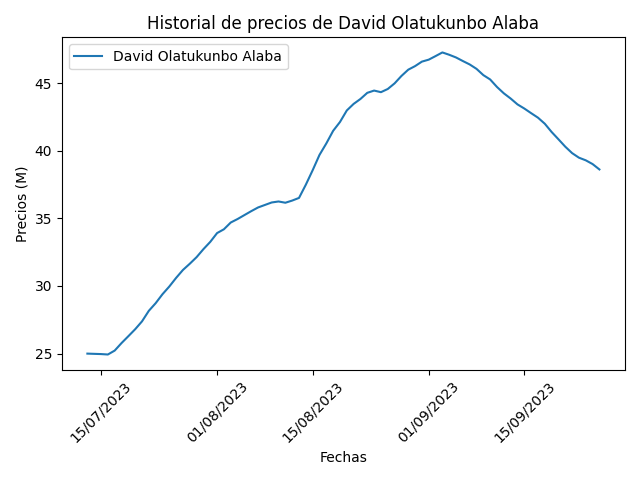 Historial de precios de David Olatukunbo Alaba
David Olatukunbo Alaba
Precios (M)
45
40
35
30
25
15/07/2023
01/08/2023
15/08/2023
01/09/2023
15/09/2023
Fechas